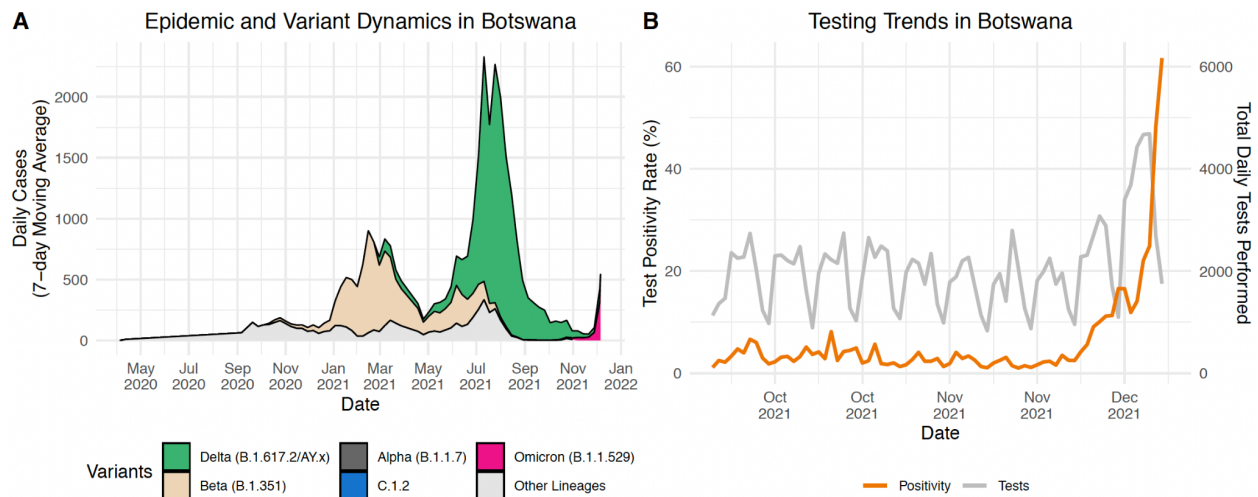 A
Epidemic and Variant Dynamics in Botswana
Daily Cases
(7−day Moving Average)
2000
1500
1000
500
0
May
2020
Jul
2020
Sep
2020
Nov
2020
Jan
2021
Mar
2021
May
2021
Jul
2021
Sep
2021
Nov
2021
Jan
2022
Date
Variants
Delta (B.1.617.2/AY.x)
Alpha (B.1.1.7)
Omicron (B.1.1.529)
Beta (B.1.351)
C.1.2
Other Lineages
B
Testing Trends in Botswana
Test Positivity Rate (%)
60
40
20
0
6000
4000
2000
0
Total Daily Tests Performed
Oct
2021
Oct
2021
Nov
2021
Nov
2021
Dec
2021
Date
Positivity
Tests